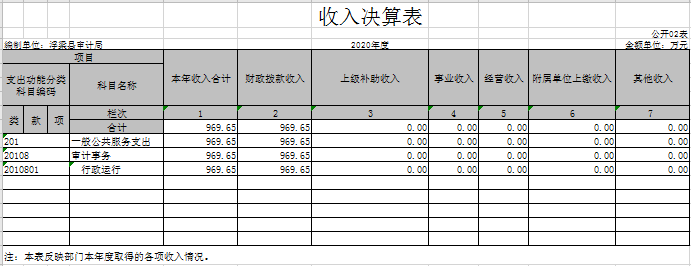 收入决算表
公开02表
编制单位：浮梁县审计局 2020年度 金额单位：万元
项目 本年收入合计 财政拨款收入 上级补助收入 事业收入 经营收入 附属单位上缴收入 其他收入
支出功能分类科目编码 科目名称
类 款 项 栏次 1 2 3 4 5 6 7
合计 969.65 969.65 0.00 0.00 0.00 0.00 0.00
201 一般公共服务支出 969.65 969.65 0.00 0.00 0.00 0.00 0.00
20108 审计事务 969.65 969.65 0.00 0.00 0.00 0.00 0.00
2010801 行政运行 969.65 969.65 0.00 0.00 0.00 0.00 0.00
注：本表反映部门本年度取得的各项收入情况。